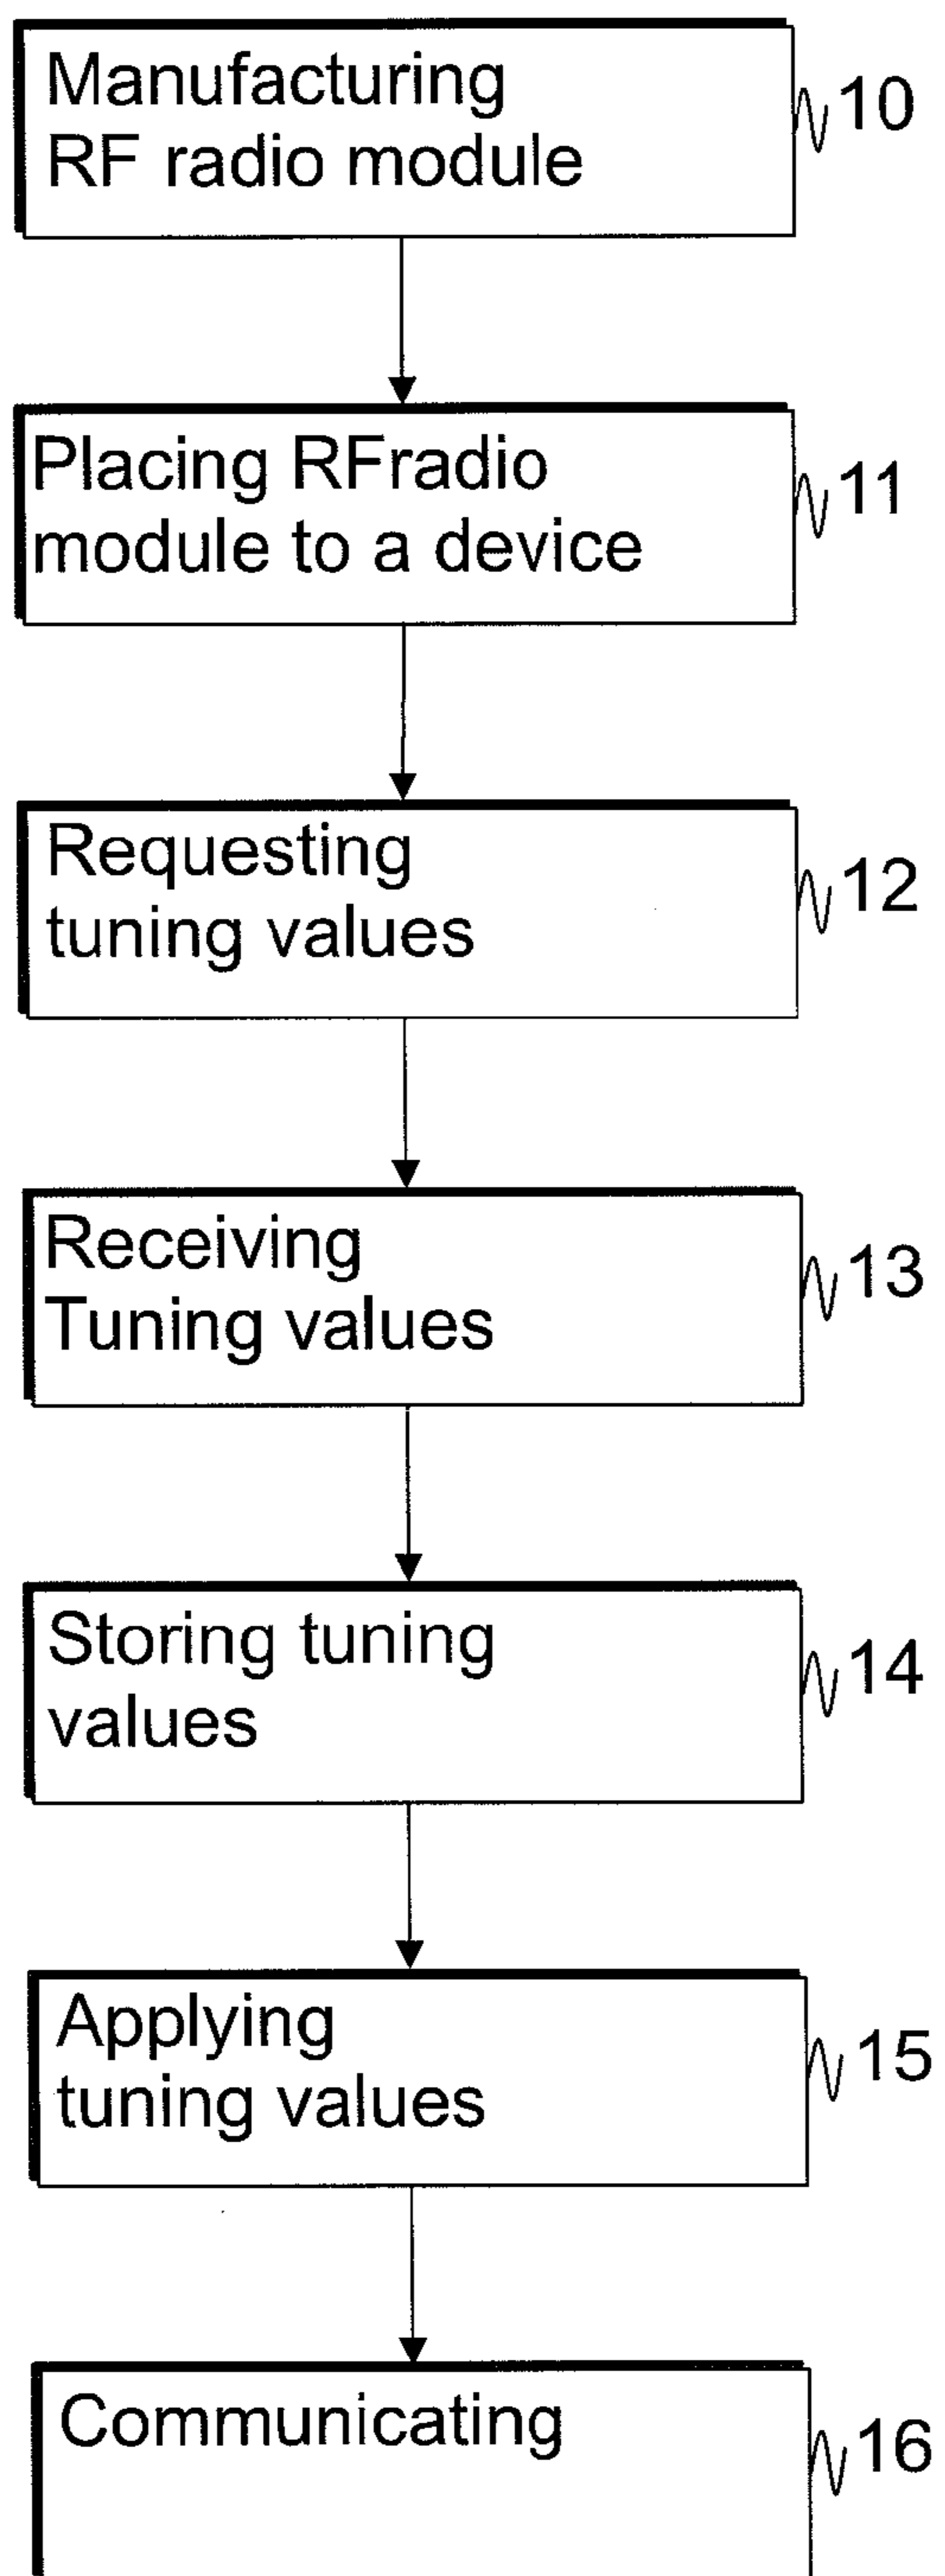 Manufacturing
RF radio module
10
Placing RFradio
module to a device
11
Requesting
tuning values
12
Receiving
Tuning values
13
Storing tuning
values
14
Applying
tuning values
15
Communicating
16